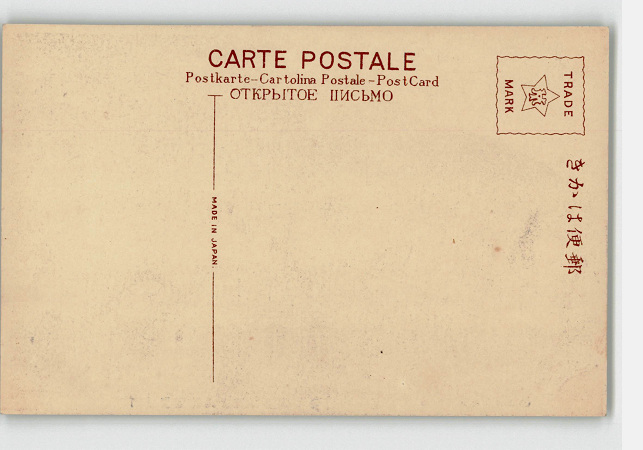 CARTE POSTALE
Postkarte-Cartolina Postale-PostCard
ОТКРЫТОЕ ПИСЬМО
TRADE
MARK
きかは便郵
MADE IN JAPAN.